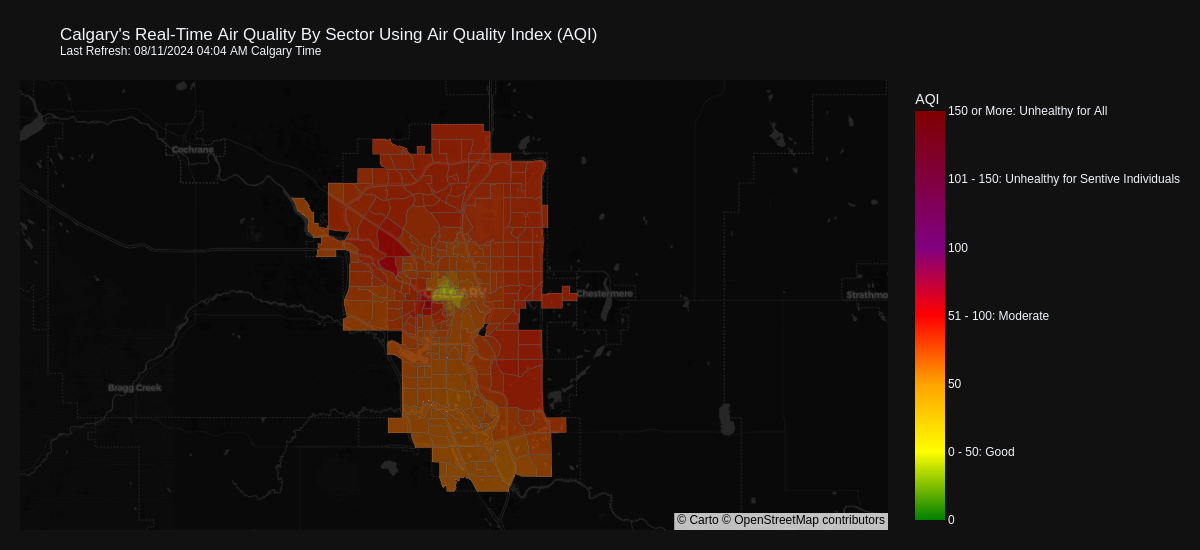 Calgary's Real-Time Air Quality By Sector Using Air Quality Index (AQI)
Last Refresh: 08/11/2024 04:04 AM Calgary Time
AQI
150 or More: Unhealthy for All
101 - 150: Unhealthy for Sentive Individuals
100
51 - 100: Moderate
50
0 - 50: Good
0
Cochrane
CALGARY
Chestermere
Strathmo
Bragg Creek
© Carto © OpenStreetMap contributors